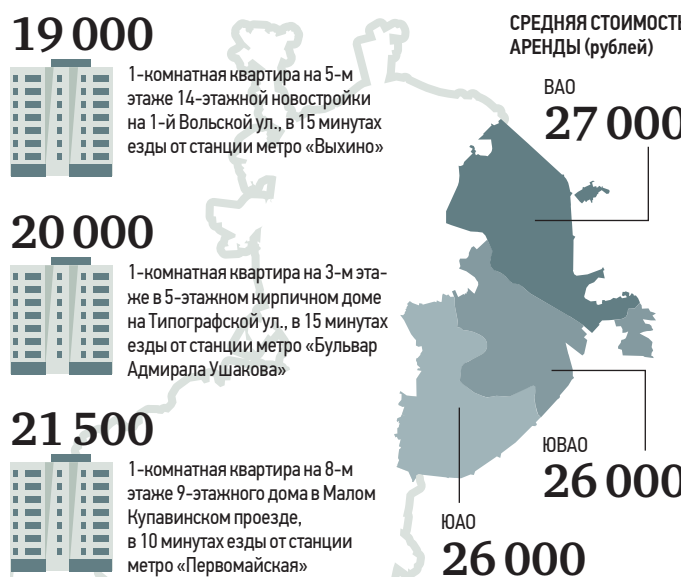 19 000
1-комнатная квартира на 5-м
этаже 14-этажной новостройки
на 1-й Вольской ул., в 15 минутах
езды от станции метро «Выхино»
20 000
1-комнатная квартира на 3-м эта-
же в 5-этажном кирпичном доме
на Типографской ул., в 15 минутах
езды от станции метро «Бульвар
Адмирала Ушакова»
21 500
1-комнатная квартира на 8-м
этаже 9-этажного дома в Малом
Купавинском проезде,
в 10 минутах езды от станции
метро «Первомайская»
СРЕДНЯЯ СТОИМОСТЬ
АРЕНДЫ (рублей)
ВАО
27 000
ЮВАО
26 000
ЮАО
26 000